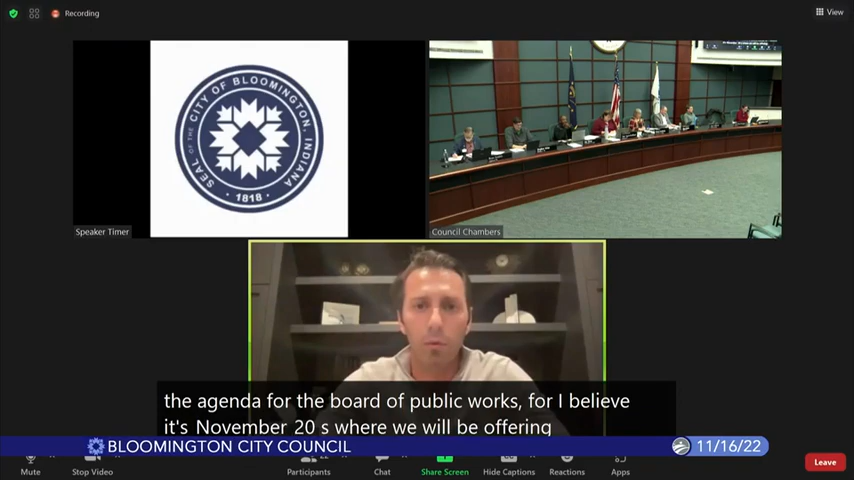 Recording
View
SEAL OF THE CITY OF BLOOMINGTON, INDIANA
1818
Speaker Timer
Council Chambers
the agenda for the board of public works, for I believe
it's November 20 s where we will be offering
BLOOMINGTON CITY COUNCIL
11/16/22
Mute
Stop Video
Participants
Chat
Share Screen
Hide Captions
Reactions
Apps
Leave